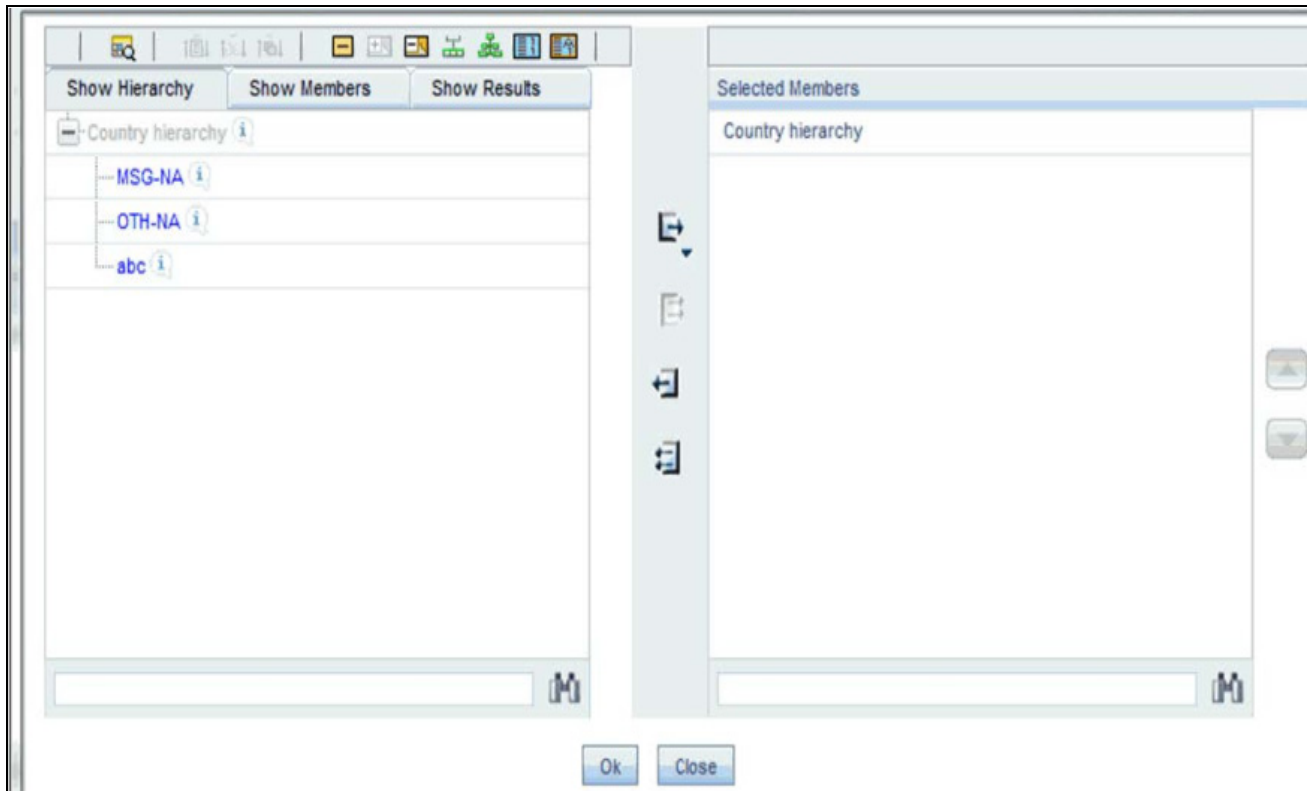 Show Hierarchy Show Members Show Results
Selected Members
Country hierarchy
MSG-NA
OTH-NA
abc
Country hierarchy
Ok Close